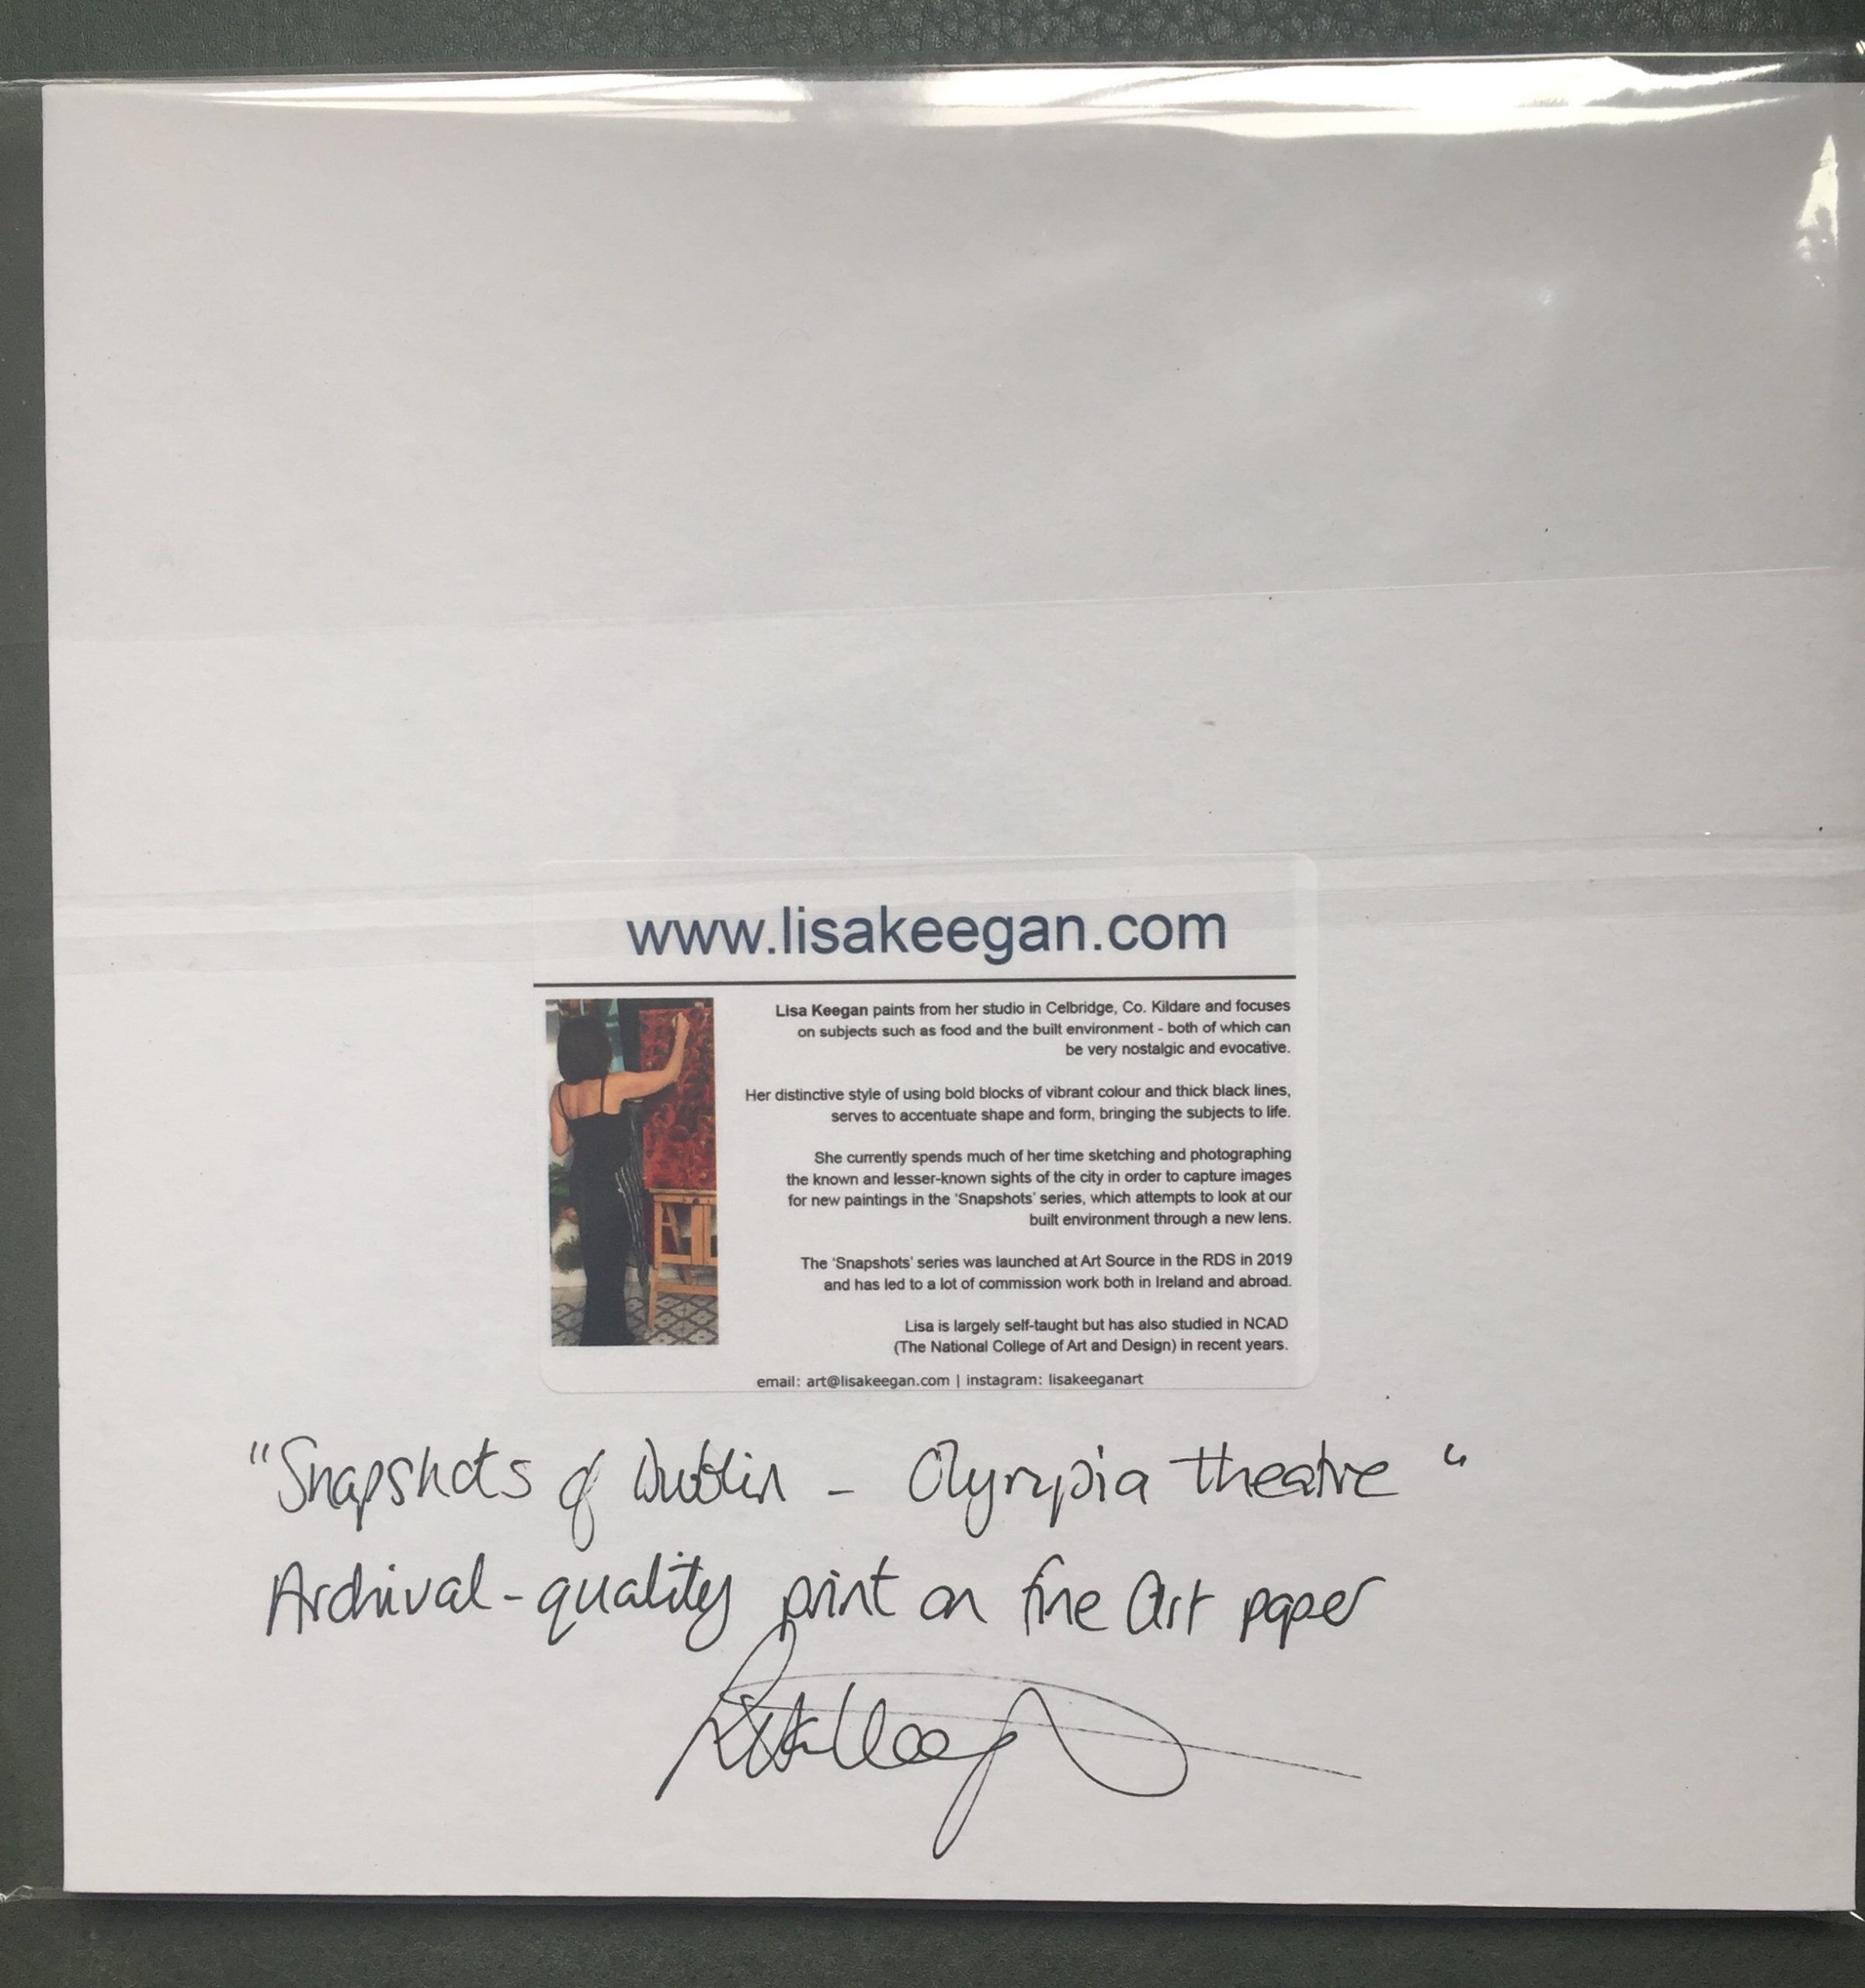 www.lisakeegan.com
Lisa Keegan paints from her studio in Celbridge, Co. Kildare and focuses
on subjects such as food and the built environment - both of which can
be very nostalgic and evocative.
Her distinctive style of using bold blocks of vibrant colour and thick black lines,
serves to accentuate shape and form, bringing the subjects to life.
She currently spends much of her time sketching and photographing
the known and lesser-known sights of the city in order to capture images
for new paintings in the 'Snapshots' series, which attempts to look at our
built environment through a new lens.
The 'Snapshots' series was launched at Art Source in the RDS in 2019
and has led to a lot of commission work both in Ireland and abroad.
Lisa is largely self-taught but has also studied in NCAD
(The National College of Art and Design) in recent years.
email: art@lisakeegan.com | instagram: lisakeeganart
"Snapshots of Dublin - Olympia theatre "
Archival-quality print on fine Art paper
Lisa Keeg